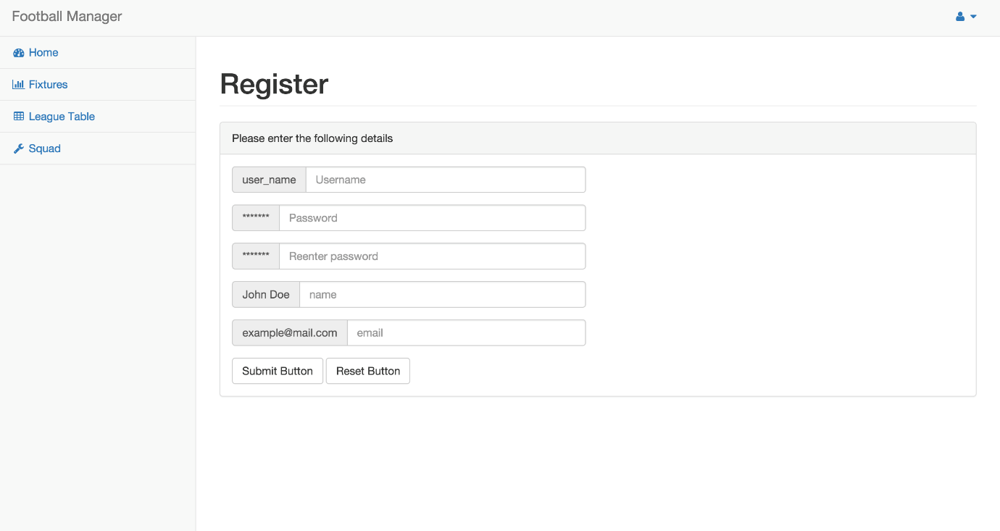 Football Manager
Home
Fixtures
League Table
Squad
Register
Please enter the following details
user_name Username
******* Password
******* Reenter password
John Doe name
example@mail.com email
Submit Button Reset Button